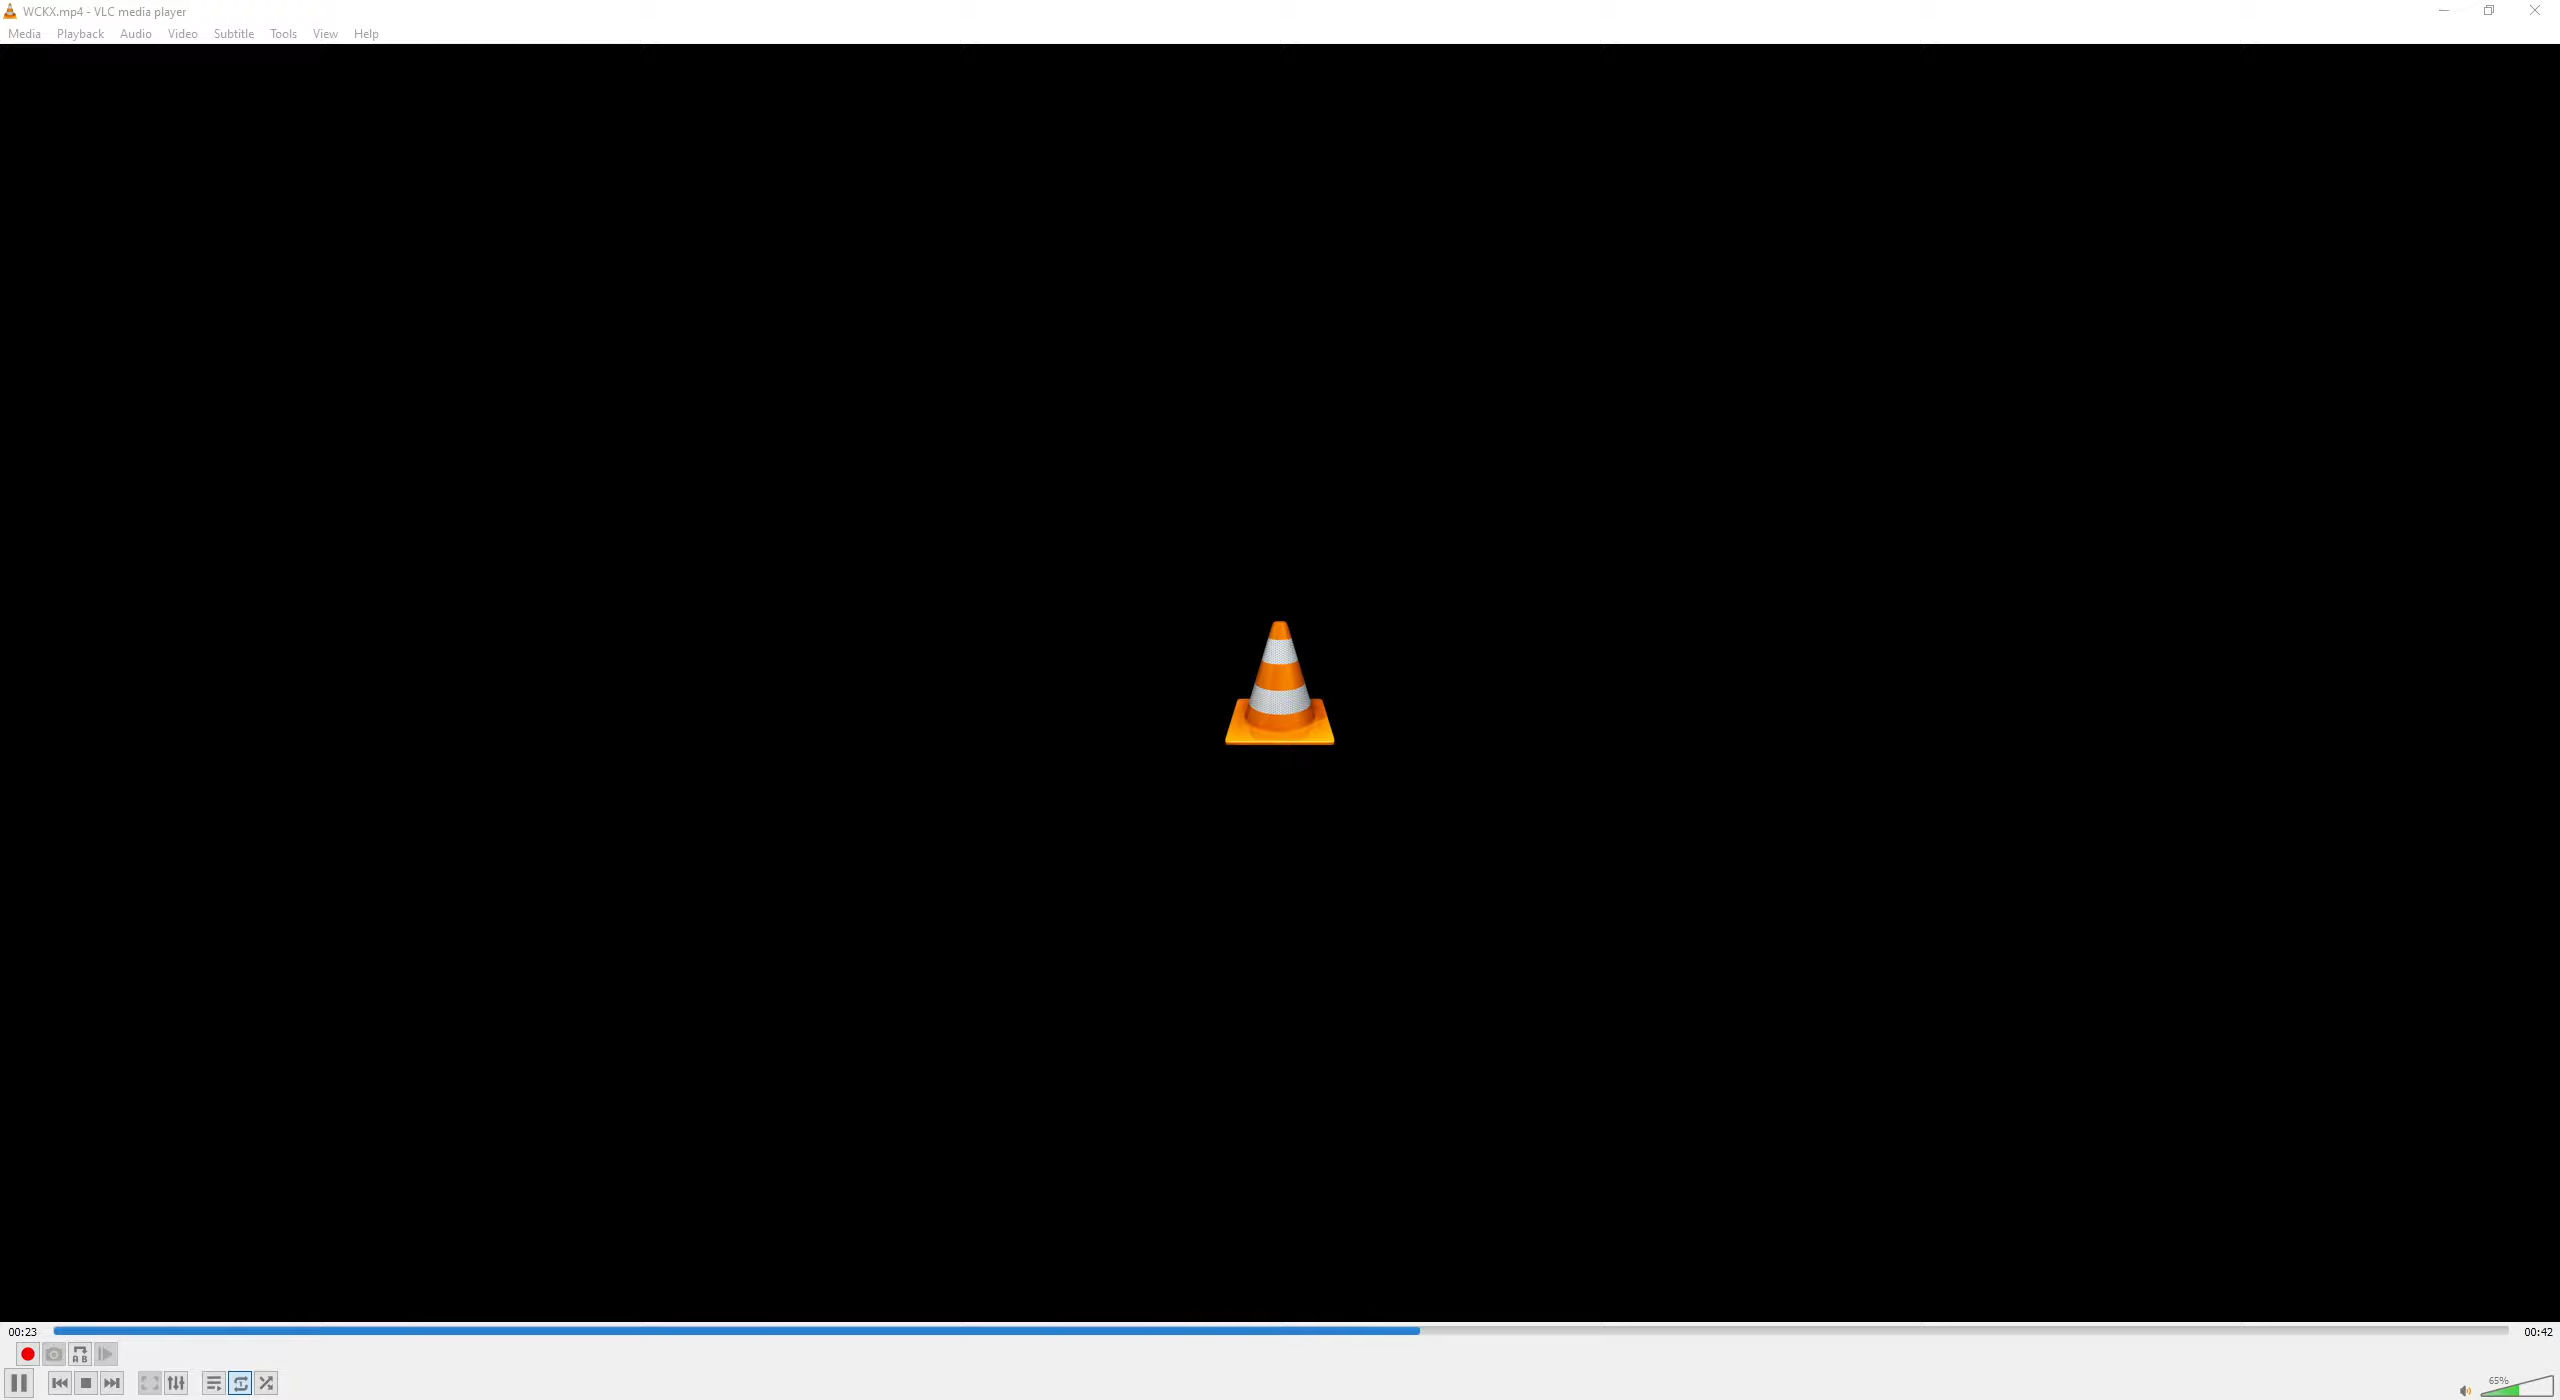 WCKX.mp4 - VLC media player
Media Playback Audio Video Subtitle Tools View Help
00:23 00:42
A B
65%